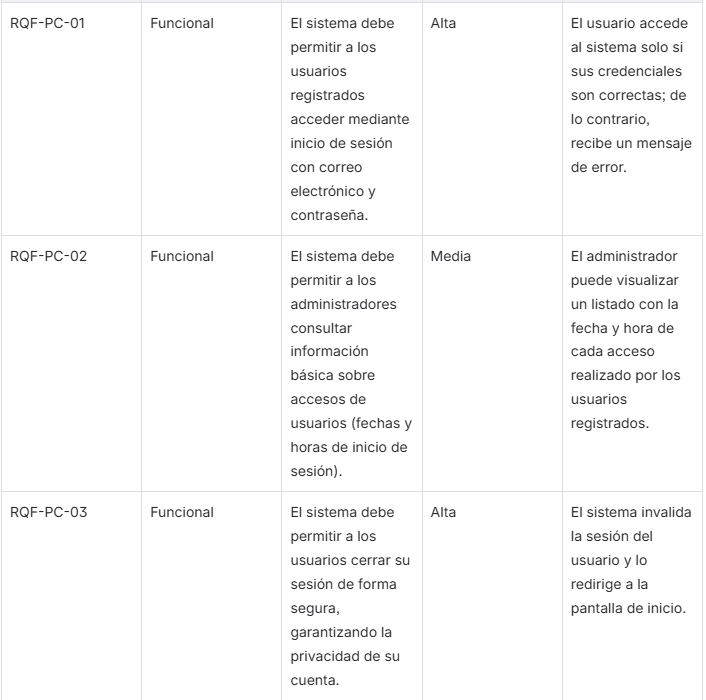 RQF-PC-01
Funcional
El sistema debe
permitir a los
usuarios
registrados
acceder mediante
inicio de sesión
con correo
electrónico y
contraseña.
Alta
El usuario accede
al sistema solo si
sus credenciales
son correctas; de
lo contrario,
recibe un mensaje
de error.
RQF-PC-02
Funcional
El sistema debe
permitir a los
administradores
consultar
información
básica sobre
accesos de
usuarios (fechas y
horas de inicio de
sesión).
Media
El administrador
puede visualizar
un listado con la
fecha y hora de
cada acceso
realizado por los
usuarios
registrados.
RQF-PC-03
Funcional
El sistema debe
permitir a los
usuarios cerrar su
sesión de forma
segura,
garantizando la
privacidad de su
cuenta.
Alta
El sistema invalida
la sesión del
usuario y lo
redirige a la
pantalla de inicio.